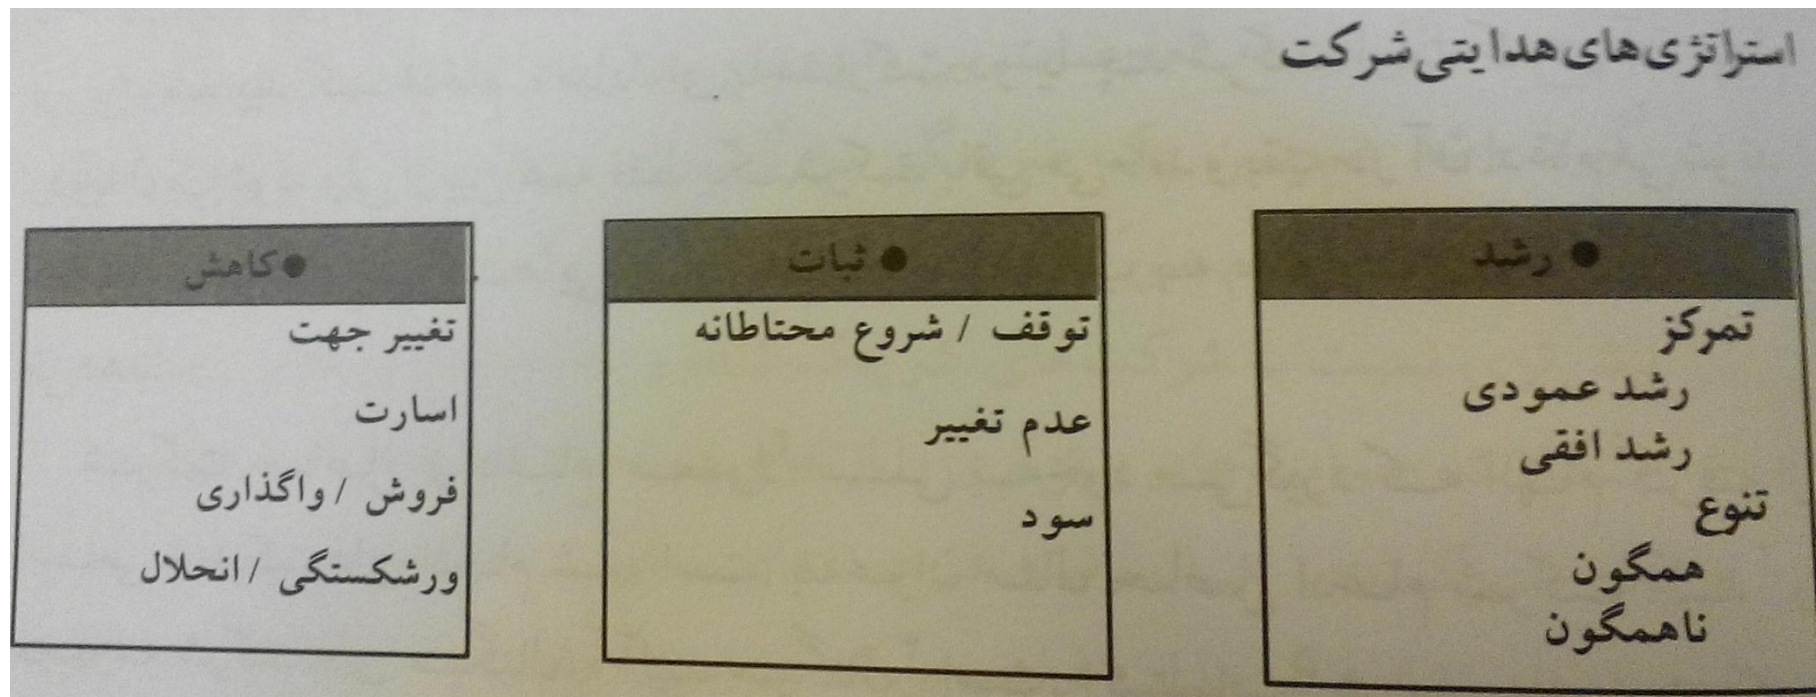 استراتژی‌های هدایتی شرکت
● رشد
تمرکز
رشد عمودی
رشد افقی
تنوع
همگون
ناهمگون
● ثبات
توقف / شروع محتاطانه
عدم تغییر
سود
● کاهش
تغییر جهت
اسارت
فروش / واگذاری
ورشکستگی / انحلال